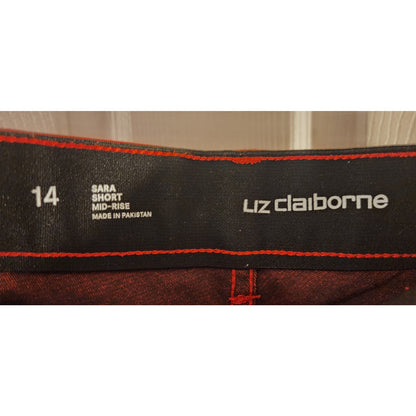 14
SARA
SHORT
MID-RISE
MADE IN PAKISTAN
Liz claiborne